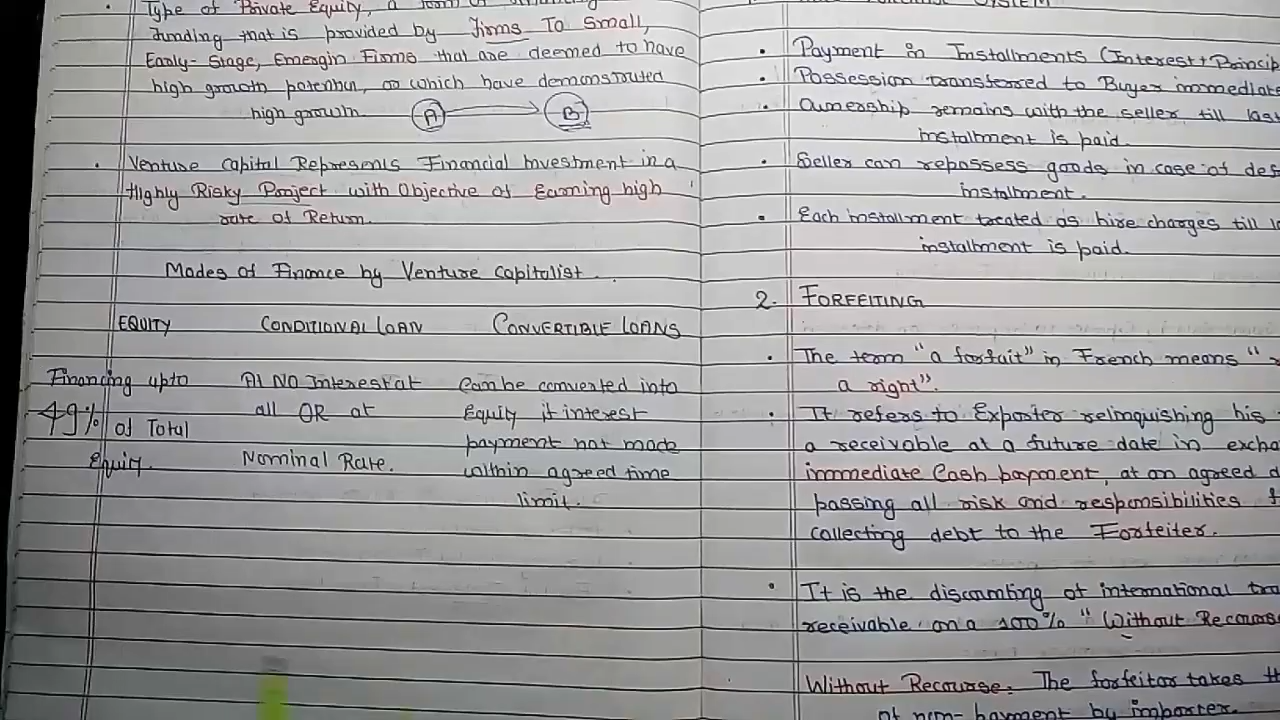 Type of Private Equity, a form of
funding that is provided by firms To Small,
Early-Stage, Emergin Firms that are deemed to have
high growth potential, or which have demonstrated
high growth.
A B
Venture capital Represents Financial Investment in a
Highly Risky Project with Objective of Earning high
rate of Return.
Modes of Finance by Venture Capitalist.
EQUITY CONDITIONAL LOAN CONVERTIBLE LOANS
Financing upto At NO Interest at Can be converted into
49% of Total all OR at Equity if interest
Equity. Nominal Rate. payment not made
within agreed time
limit.
SYSTEM
Payment in Installments (Interest+Princip
Possession transferred to Buyer immediate
Ownership remains with the seller till las
installment is paid.
Seller can repossess goods in case of def
instalment.
Each installment treated as hire charges till l
installment is paid.
2. FORFEITING
The term "a forfuit" in French means "
a right".
It refers to Exporter relinquishing his
a receivable at a future date in excha
immediate Cash payment, at an agreed d
passing all risk and responsibilities f
collecting debt to the Forfeiter.
It is the discounting of international tra
receivable on a 100% "Without Recours
Without Recourse: The forfeitor takes th
of non-payment by importer.